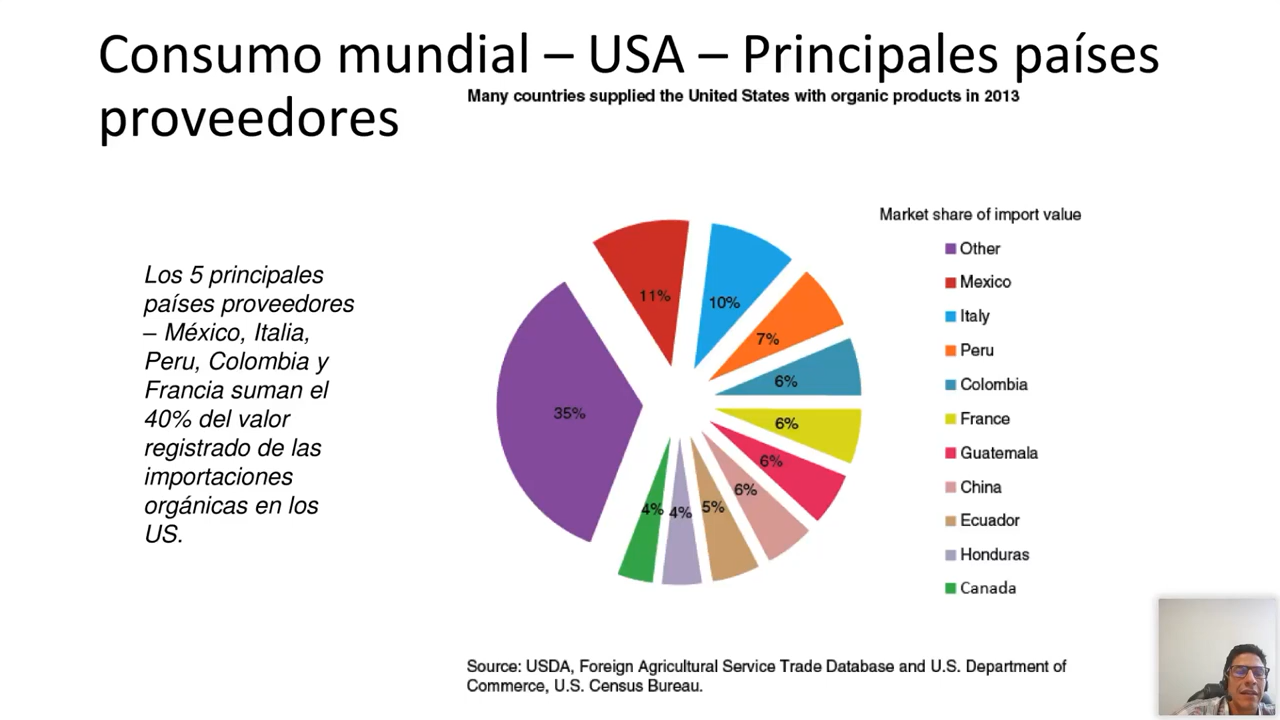 Consumo mundial – USA – Principales países
proveedores
Many countries supplied the United States with organic products in 2013
Los 5 principales
países proveedores
– México, Italia,
Peru, Colombia y
Francia suman el
40% del valor
registrado de las
importaciones
orgánicas en los
US.
11%
10%
7%
6%
6%
6%
6%
5%
4%
4%
35%
Market share of import value
Other
Mexico
Italy
Peru
Colombia
France
Guatemala
China
Ecuador
Honduras
Canada
Source: USDA, Foreign Agricultural Service Trade Database and U.S. Department of
Commerce, U.S. Census Bureau.